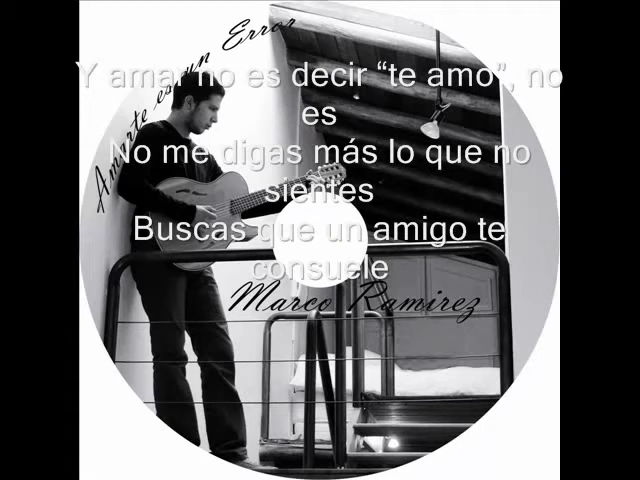 Amarte es un Error
Y amar no es decir “te amo”, no
es
No me digas más lo que no
sientes
Buscas que un amigo te
consuele
Marco Ramirez